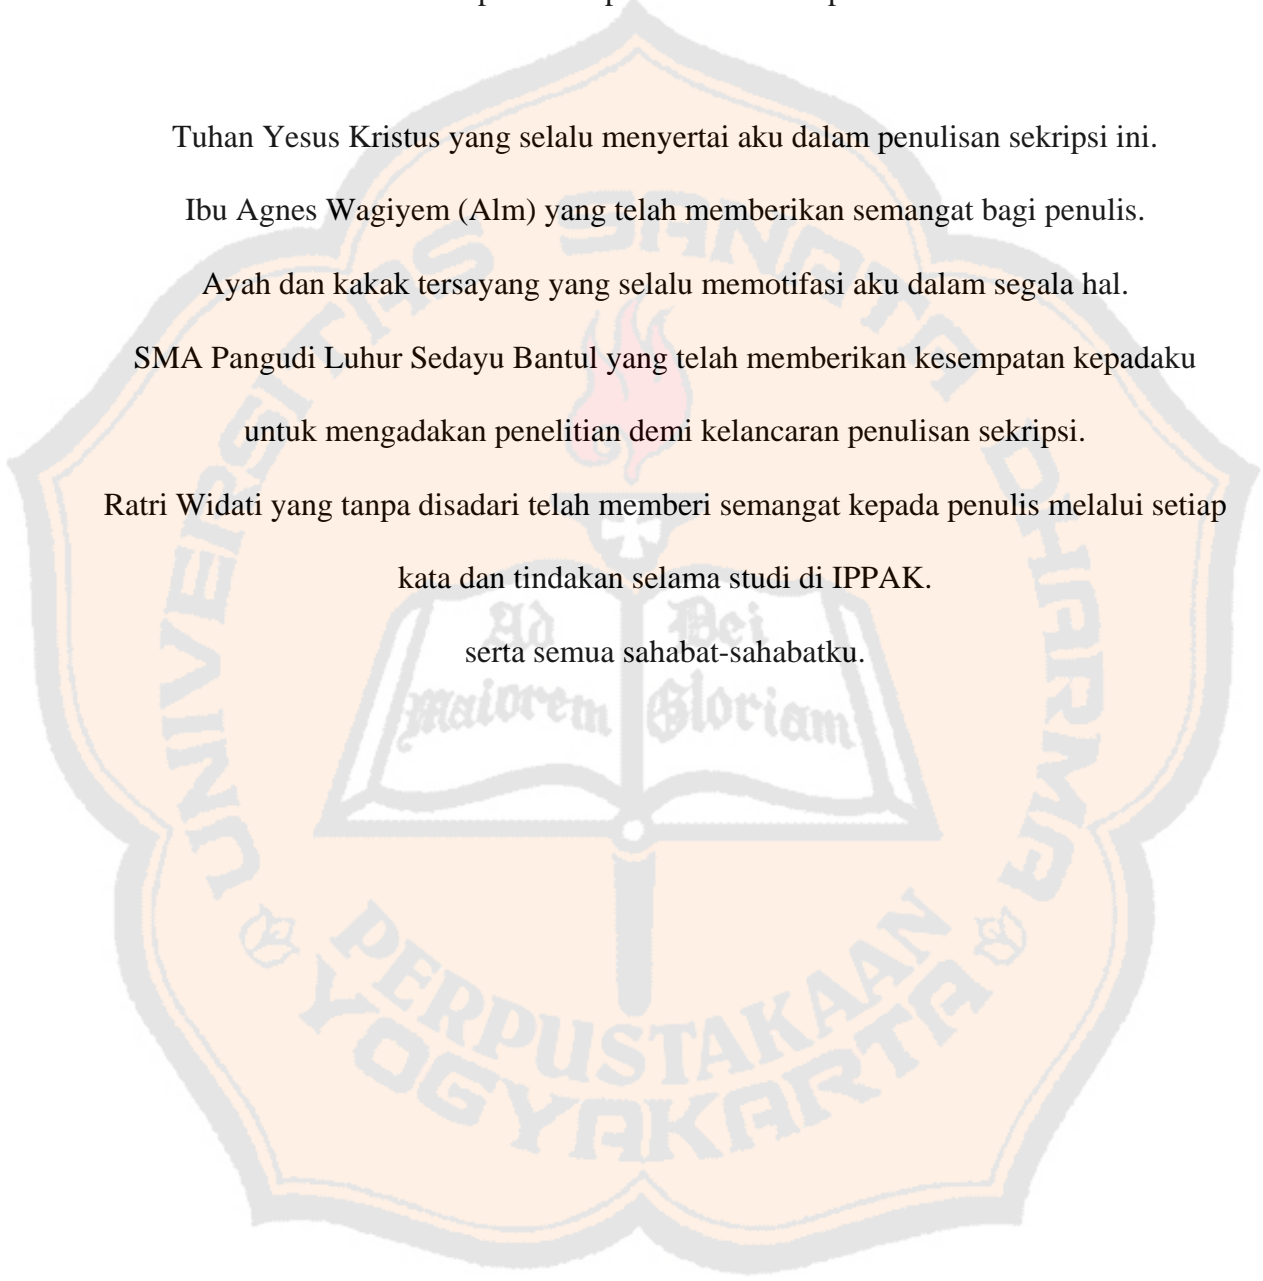 Tuhan Yesus Kristus yang selalu menyertai aku dalam penulisan sekripsi ini.
Ibu Agnes Wagiyem (Alm) yang telah memberikan semangat bagi penulis.
Ayah dan kakak tersayang yang selalu memotifasi aku dalam segala hal.
SMA Pangudi Luhur Sedayu Bantul yang telah memberikan kesempatan kepadaku
untuk mengadakan penelitian demi kelancaran penulisan sekripsi.
Ratri Widati yang tanpa disadari telah memberi semangat kepada penulis melalui setiap
kata dan tindakan selama studi di IPPAK.
serta semua sahabat-sahabatku.
UNIVERSITAS SANATA DHARMA
Ad Dei
Maiorem Gloriam
PERPUSTAKAAN
YOGYAKARTA